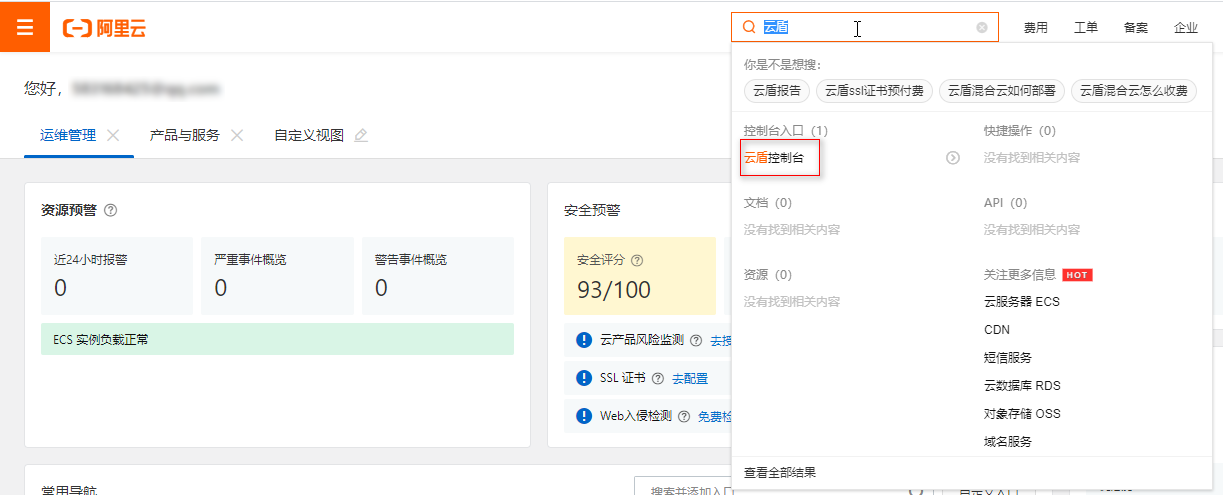 阿里云
云盾
费用
工单
备案
企业
您好，
你是不是想搜：
云盾报告
云盾ssl证书预付费
云盾混合云如何部署
云盾混合云怎么收费
运维管理
产品与服务
自定义视图
控制台入口 (1)
云盾控制台
快捷操作 (0)
没有找到相关内容
文档 (0)
没有找到相关内容
API (0)
没有找到相关内容
资源 (0)
没有找到相关内容
关注更多信息 HOT
云服务器 ECS
CDN
短信服务
云数据库 RDS
对象存储 OSS
域名服务
查看全部结果
资源预警
近24小时报警
0
严重事件概览
0
警告事件概览
0
ECS 实例负载正常
安全预警
安全评分
93/100
云产品风险监测
SSL 证书 去配置
Web入侵检测 免费检
常用导航
搜索并添加入口